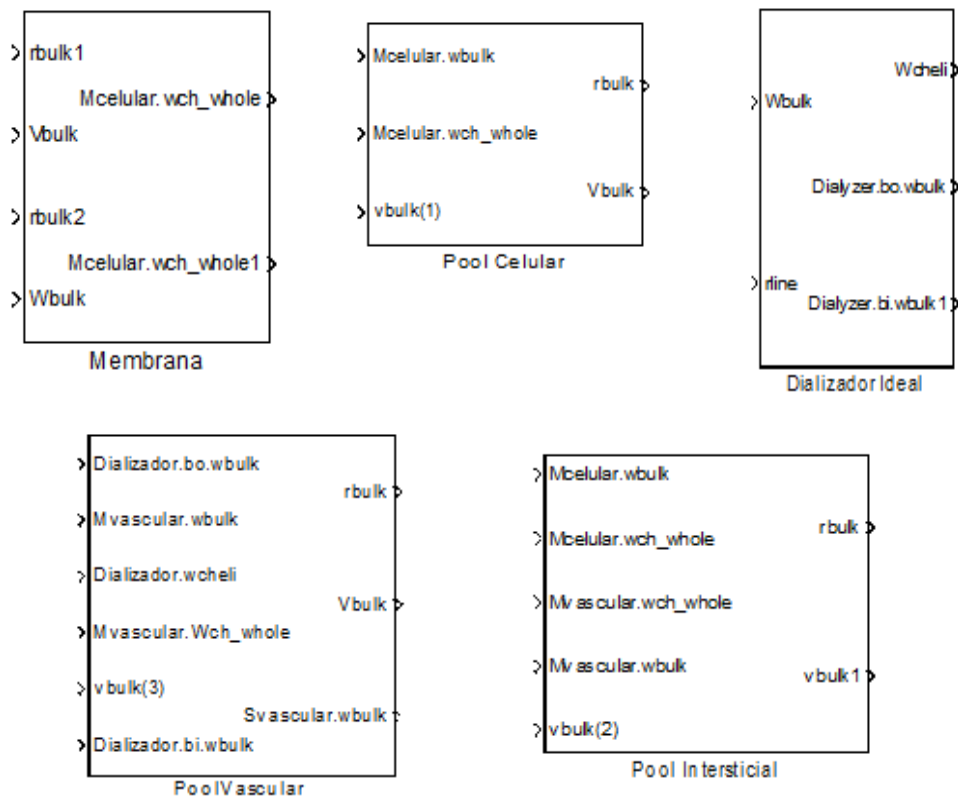 rbulk1
Mcelular.wch_whole
Vbulk
rbulk2
Mcelular.wch_whole1
Wbulk
Membrana
Mcelular.wbulk
rbulk
Mcelular.wch_whole
Vbulk
vbulk(1)
Pool Celular
Wcheli
Wbulk
Dialyzer.bo.wbulk
rline
Dialyzer.bi.wbulk1
Dializador Ideal
Dializador.bo.wbulk
rbulk
Mvascular.wbulk
Dializador.wcheli
Vbulk
Mvascular.Wch_whole
vbulk(3)
Svascular.wbulk
Dializador.bi.wbulk
Pool Vascular
Mcelular.wbulk
rbulk
Mcelular.wch_whole
Mvascular.wch_whole
Mvascular.wbulk
vbulk1
vbulk(2)
Pool Intersticial